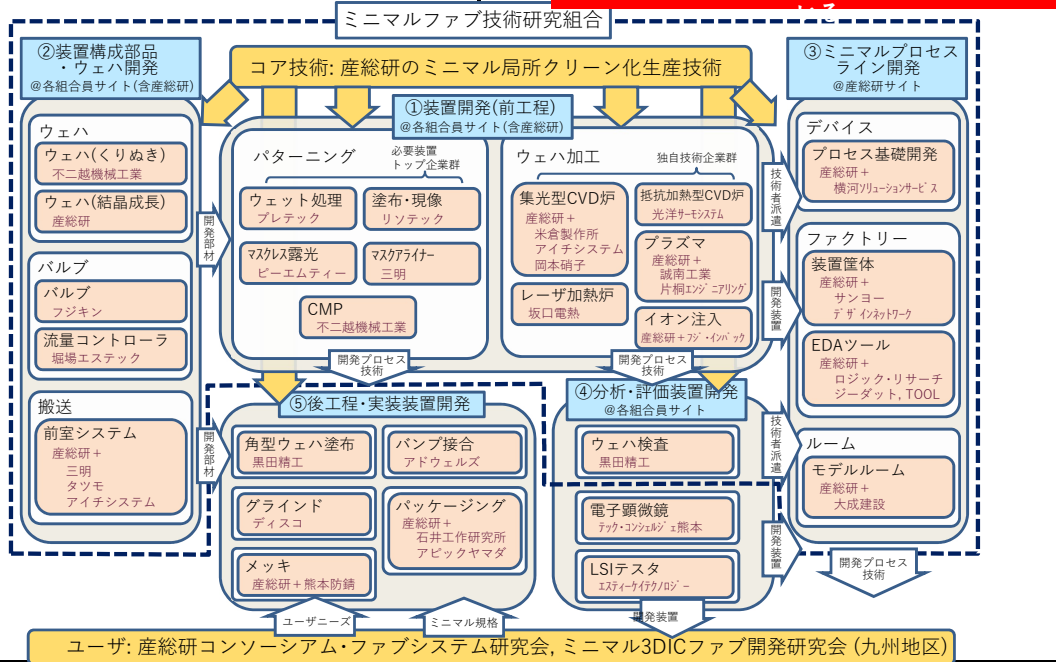 いる
ミニマルファブ技術研究組合
②装置構成部品
・ウェハ開発
@各組合員サイト(含産総研)
コア技術: 産総研のミニマル局所クリーン化生産技術
③ミニマルプロセス
ライン開発
@産総研サイト
①装置開発(前工程)
@各組合員サイト(含産総研)
ウェハ
ウェハ(くりぬき)
不二越機械工業
ウェハ(結晶成長)
産総研
バルブ
バルブ
フジキン
流量コントローラ
堀場エステック
搬送
前室システム
産総研+
三明
タツモ
アイチシステム
開発部材
開発部材
パターニング
必要装置
トップ企業群
ウェット処理
プレテック
塗布・現像
リソテック
マスクレス露光
ピーエムティー
マスクアライナー
三明
CMP
不二越機械工業
ウェハ加工
独自技術企業群
集光型CVD炉
産総研+
米倉製作所
アイチシステム
岡本硝子
抵抗加熱型CVD炉
光洋サーモシステム
プラズマ
産総研+
誠南工業
片桐エンジニアリング
レーザ加熱炉
坂口電熱
イオン注入
産総研+フジ・インバック
技術者派遣
開発装置
技術者派遣
開発装置
デバイス
プロセス基礎開発
産総研+
横河ソリューションサービス
ファクトリー
装置筐体
産総研+
サンヨー
デザインネットワーク
EDAツール
産総研+
ロジック・リサーチ
ジーダット, TOOL
ルーム
モデルルーム
産総研+
大成建設
開発プロセス
技術
開発プロセス
技術
開発プロセス
技術
⑤後工程・実装装置開発
角型ウェハ塗布
黒田精工
バンプ接合
アドウェルズ
グラインド
ディスコ
パッケージング
産総研+
石井工作研究所
アピックヤマダ
メッキ
産総研+熊本防錆
④分析・評価装置開発
@各組合員サイト
ウェハ検査
黒田精工
電子顕微鏡
テック・コンシェルジェ熊本
LSIテスタ
エスティーケイテクノロジー
ユーザニーズ
ミニマル規格
開発装置
ユーザ: 産総研コンソーシアム・ファブシステム研究会, ミニマル3DICファブ開発研究会 (九州地区)